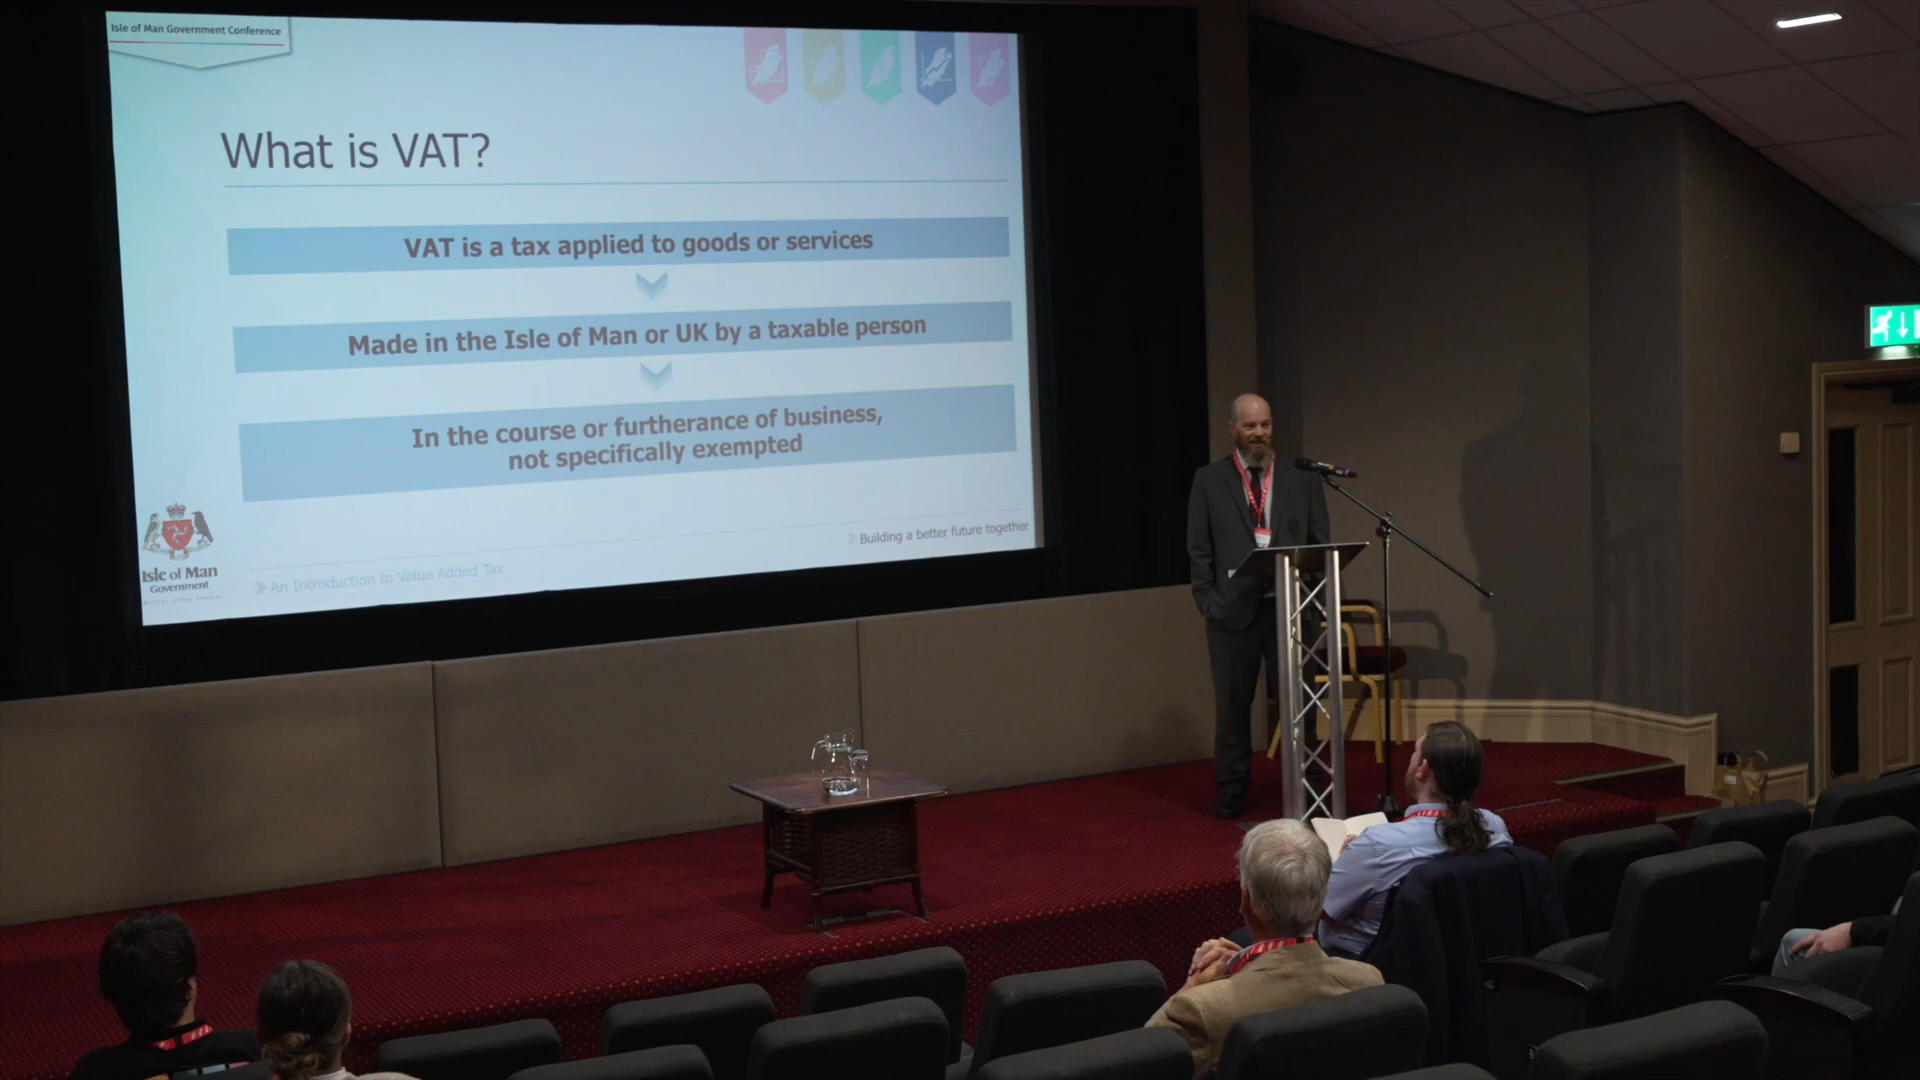 Isle of Man Government Conference
What is VAT?
VAT is a tax applied to goods or services
Made in the Isle of Man or UK by a taxable person
In the course or furtherance of business,
not specifically exempted
Building a better future together
Isle of Man
Government
An Introduction to Value Added Tax